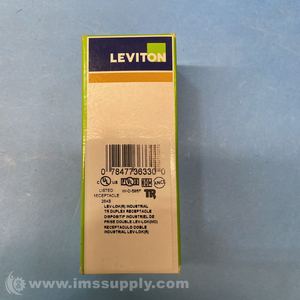 LEVITON
0 78477 36330 0
LISTED
RECEPTACLE
LEV-LOK(R) INDUSTRIAL
TR DUPLEX RECEPTACLE
DISPOSITIF INDUSTRIEL DE
PRISE DOUBLE LEV-LOK(MD)
RECEPTACULO DOBLE
INDUSTRIAL LEV-LOK(R)
© www.imssupply.com